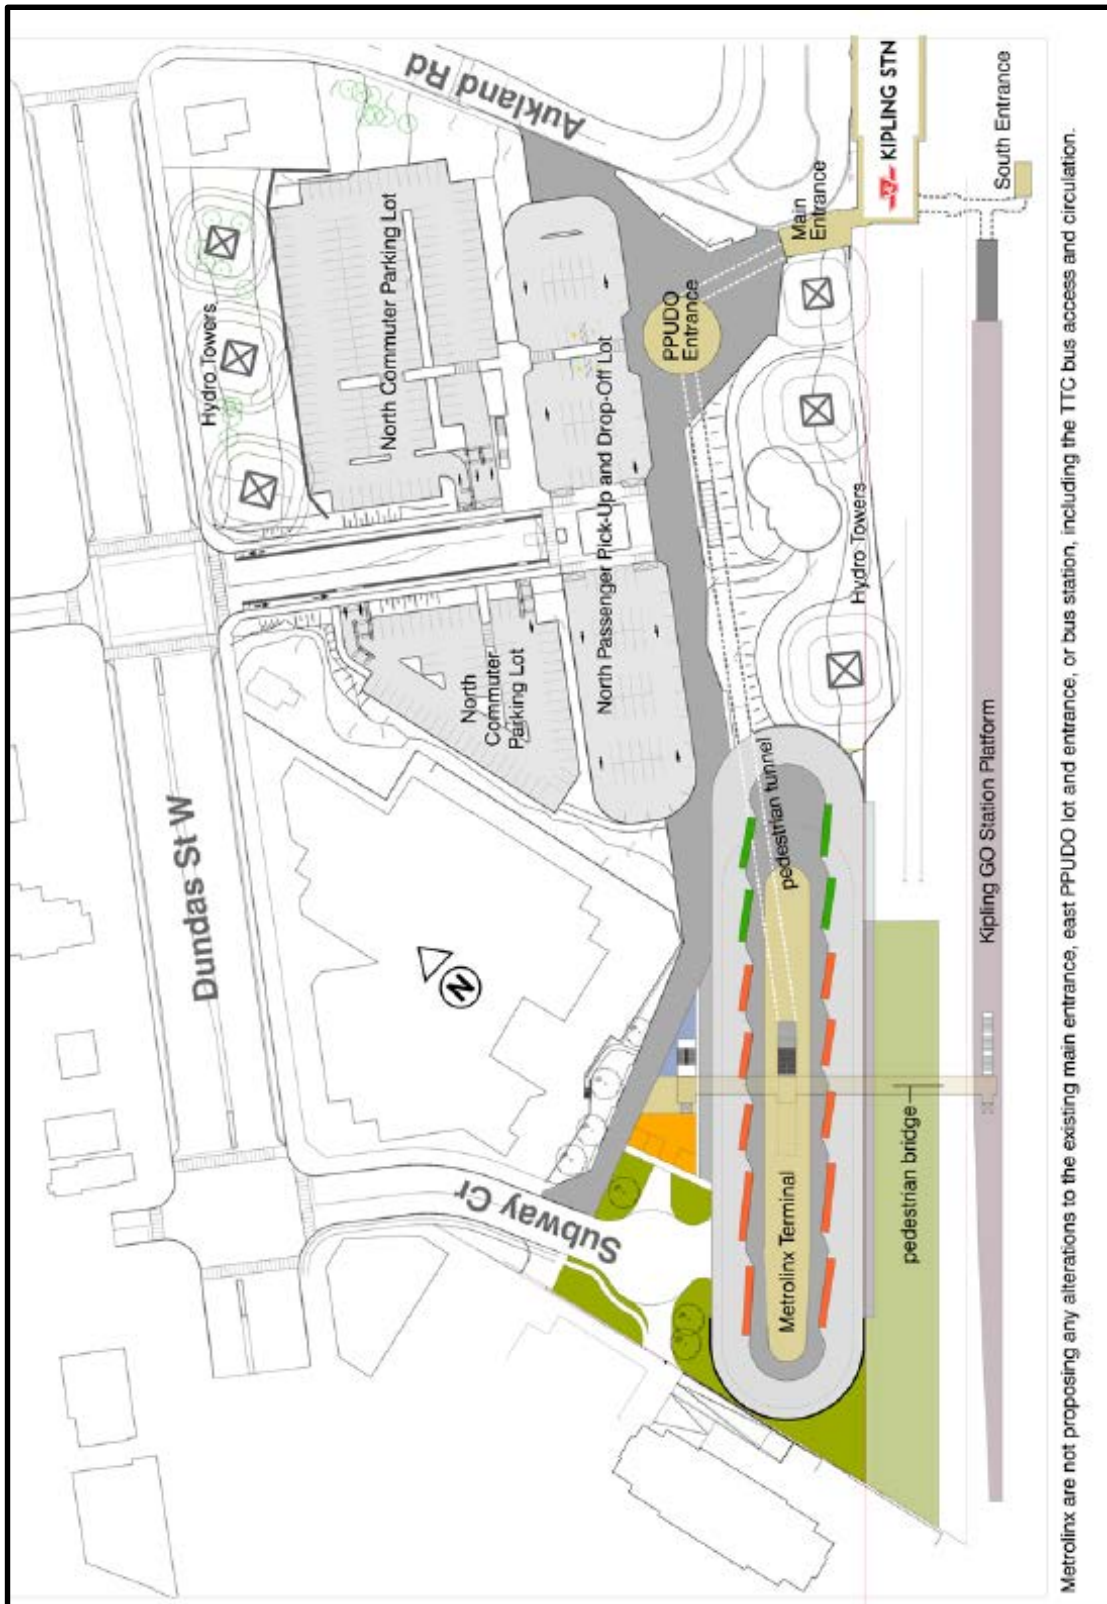 Dundas St W
Aukland Rd
Subway Cr
Hydro Towers
North Commuter Parking Lot
North
Commuter
Parking Lot
North Passenger Pick-Up and Drop-Off Lot
PPUDO
Entrance
Main
Entrance
KIPLING STN
South Entrance
Hydro Towers
pedestrian tunnel
Metrolinx Terminal
pedestrian bridge
Kipling GO Station Platform
N
Metrolinx are not proposing any alterations to the existing main entrance, east PPUDO lot and entrance, or bus station, including the TTC bus access and circulation.